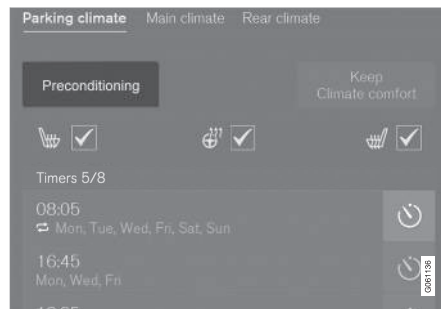 Parking climate Main climate Rear climate
Preconditioning
Keep
Climate comfort
Timers 5/8
08:05
Mon, Tue, Wed, Fri, Sat, Sun
16:45
Mon, Wed, Fri
G061136